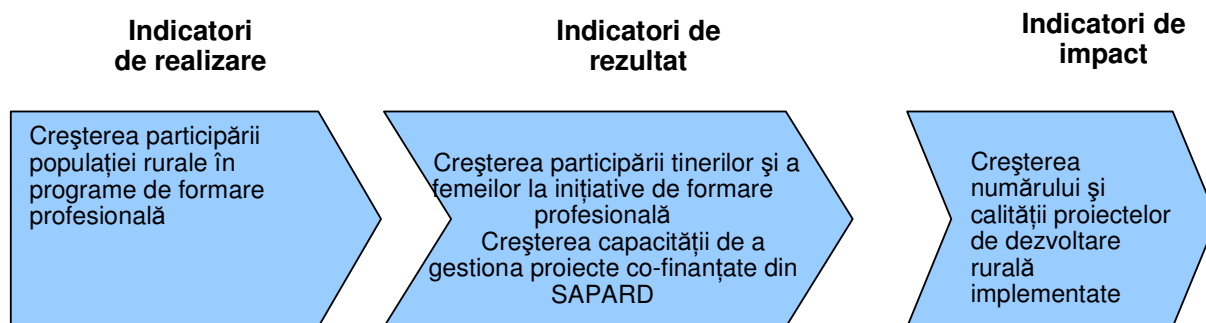 Indicatori
de realizare
Creşterea participării
populaţiei rurale în
programe de formare
profesională
Indicatori de
rezultat
Creşterea participării tinerilor şi a
femeilor la iniţiative de formare
profesională
Creşterea capacităţii de a
gestiona proiecte co-finanţate din
SAPARD
Indicatori de
impact
Creşterea
numărului şi
calităţii proiectelor
de dezvoltare
rurală
implementate